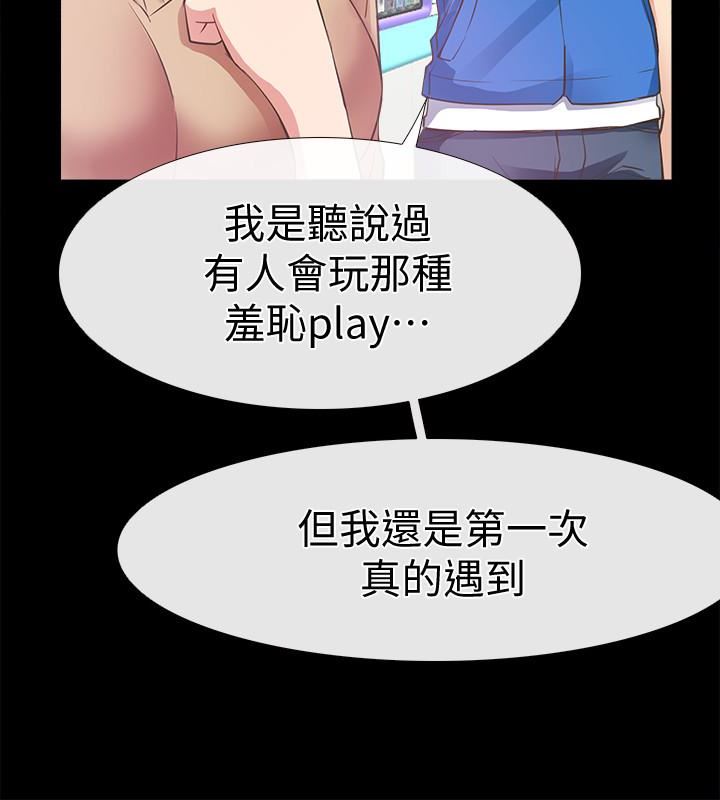 我是聽說過
有人會玩那種
羞恥play⋯
但我還是第一次
真的遇到